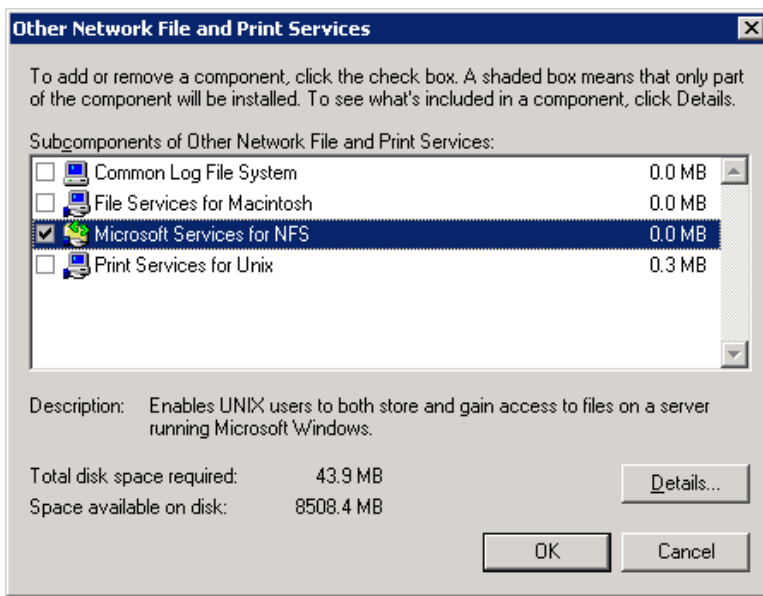 Other Network File and Print Services
To add or remove a component, click the check box. A shaded box means that only part
of the component will be installed. To see what's included in a component, click Details.
Subcomponents of Other Network File and Print Services:
Common Log File System 0.0 MB
File Services for Macintosh 0.0 MB
Microsoft Services for NFS 0.0 MB
Print Services for Unix 0.3 MB
Description: Enables UNIX users to both store and gain access to files on a server
running Microsoft Windows.
Total disk space required: 43.9 MB
Space available on disk: 8508.4 MB
Details...
OK Cancel